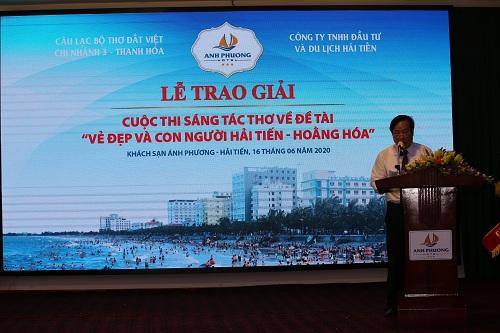 CÂU LẠC BỘ THƠ ĐẤT VIỆT
CHI NHÁNH 3 - THANH HÓA
ANH PHUONG
HOTEL
CÔNG TY TNHH ĐẦU TƯ
VÀ DU LỊCH HẢI TIẾN
LỄ TRAO GIẢI
CUỘC THI SÁNG TÁC THƠ VỀ ĐỀ TÀI
"VẺ ĐẸP VÀ CON NGƯỜI HẢI TIẾN - HOẰNG HÓA"
KHÁCH SẠN ÁNH PHƯƠNG - HẢI TIẾN, 16 THÁNG 06 NĂM 2020
ANH PHUONG